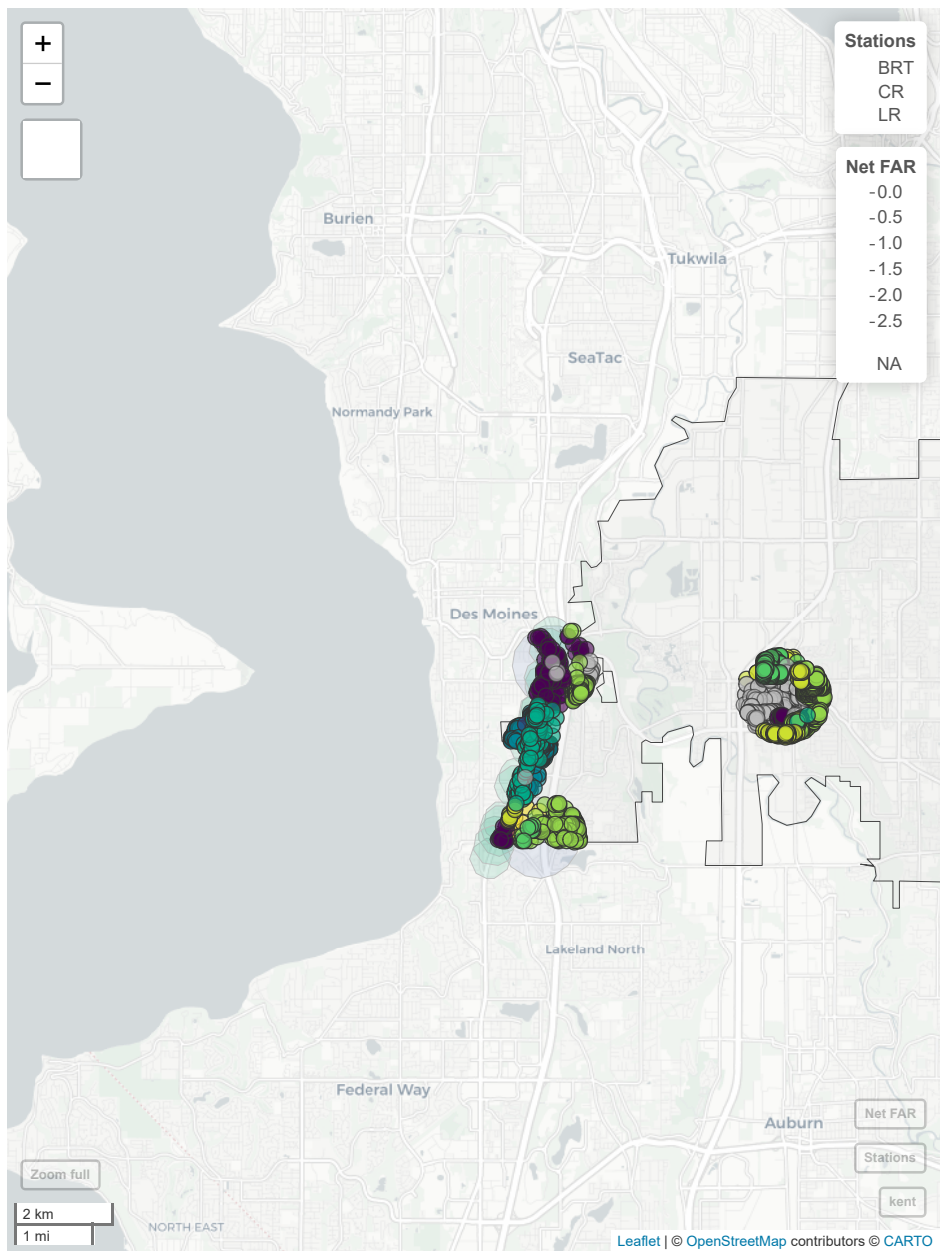 +
−
Stations
BRT
CR
LR
Net FAR
-0.0
-0.5
-1.0
-1.5
-2.0
-2.5
NA
Burien
Tukwila
SeaTac
Normandy Park
Des Moines
Lakeland North
Federal Way
Auburn
Net FAR
Stations
kent
Zoom full
2 km
1 mi
NORTH EAST
Leaflet | © OpenStreetMap contributors © CARTO